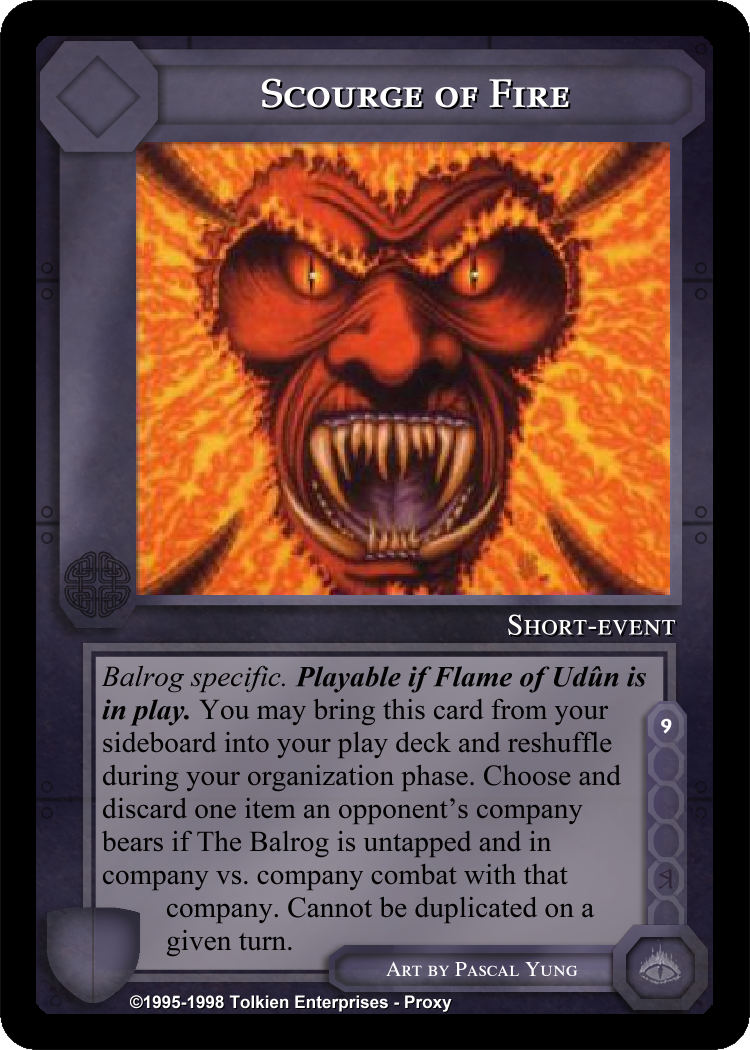 Scourge of Fire
Short-event
Balrog specific. Playable if Flame of Udûn is
in play. You may bring this card from your
sideboard into your play deck and reshuffle
during your organization phase. Choose and
discard one item an opponent's company
bears if The Balrog is untapped and in
company vs. company combat with that
company. Cannot be duplicated on a
given turn.
9
Art by Pascal Yung
©1995-1998 Tolkien Enterprises - Proxy